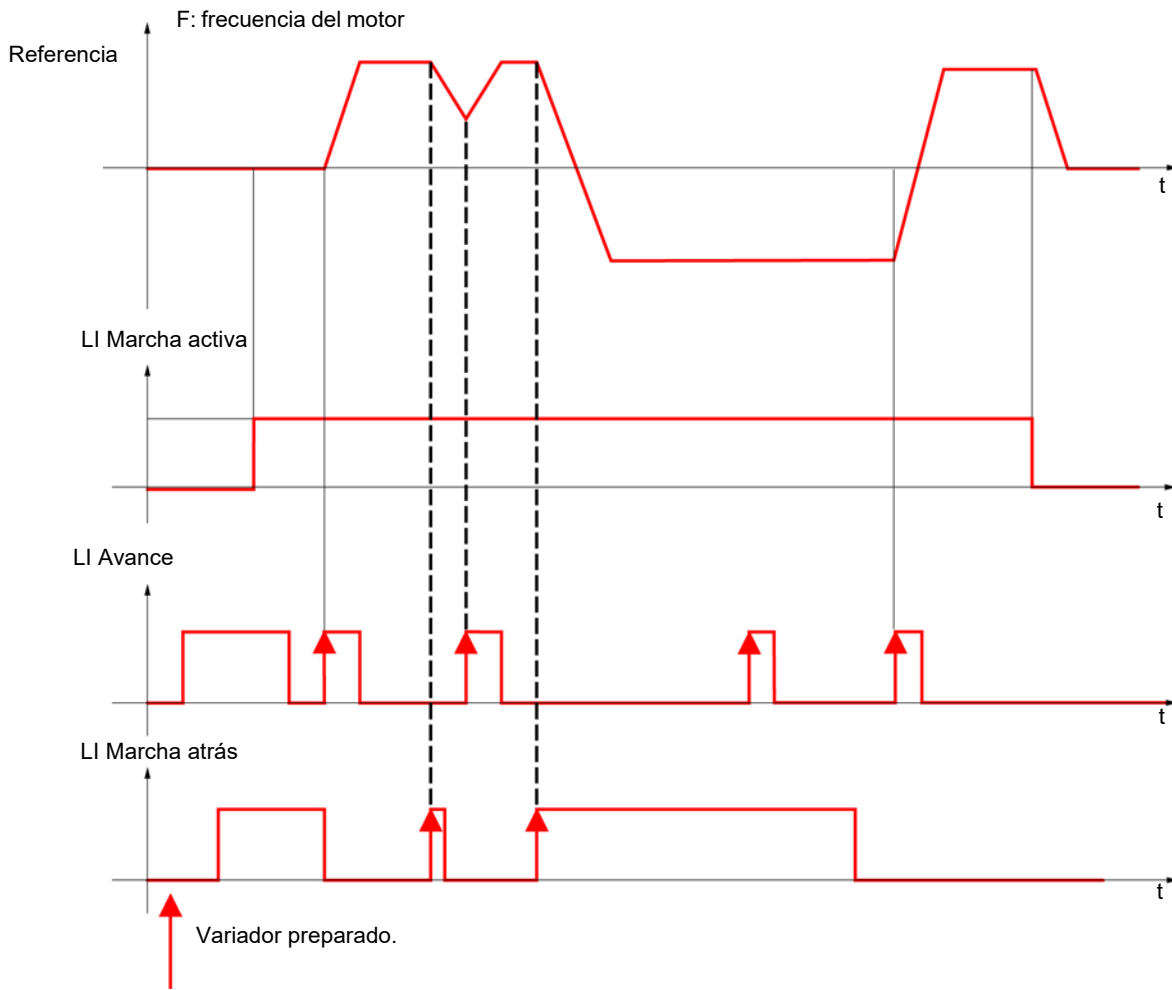 F: frecuencia del motor
Referencia
t
LI Marcha activa
t
LI Avance
t
LI Marcha atrás
t
Variador preparado.